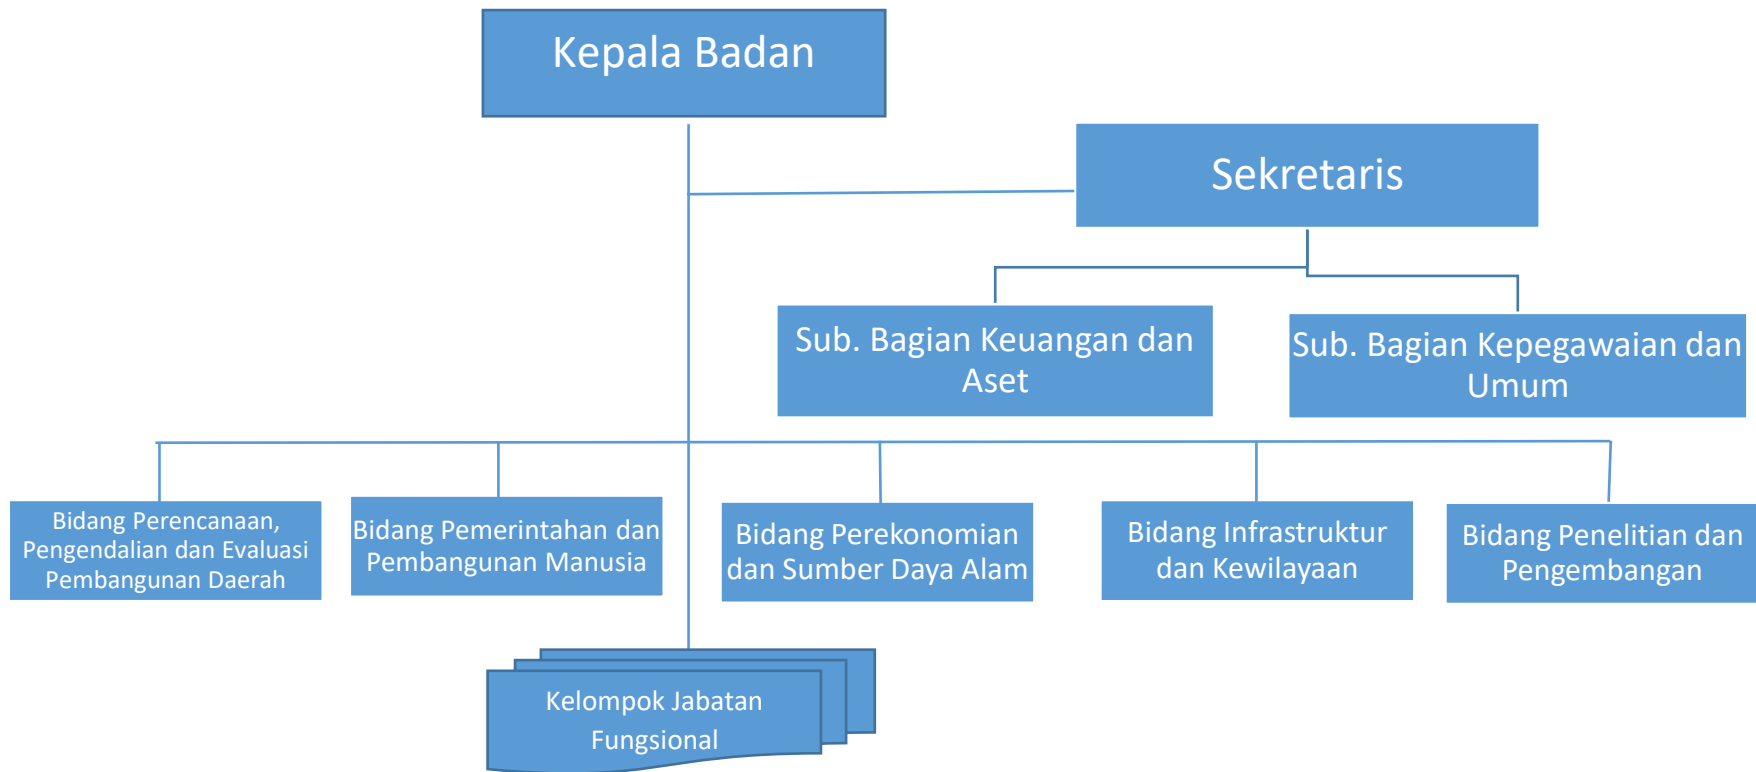 Kepala Badan
Sekretaris
Sub. Bagian Keuangan dan
Aset
Sub. Bagian Kepegawaian dan
Umum
Bidang Perencanaan,
Pengendalian dan Evaluasi
Pembangunan Daerah
Bidang Pemerintahan dan
Pembangunan Manusia
Bidang Perekonomian
dan Sumber Daya Alam
Bidang Infrastruktur
dan Kewilayaan
Bidang Penelitian dan
Pengembangan
Kelompok Jabatan
Fungsional